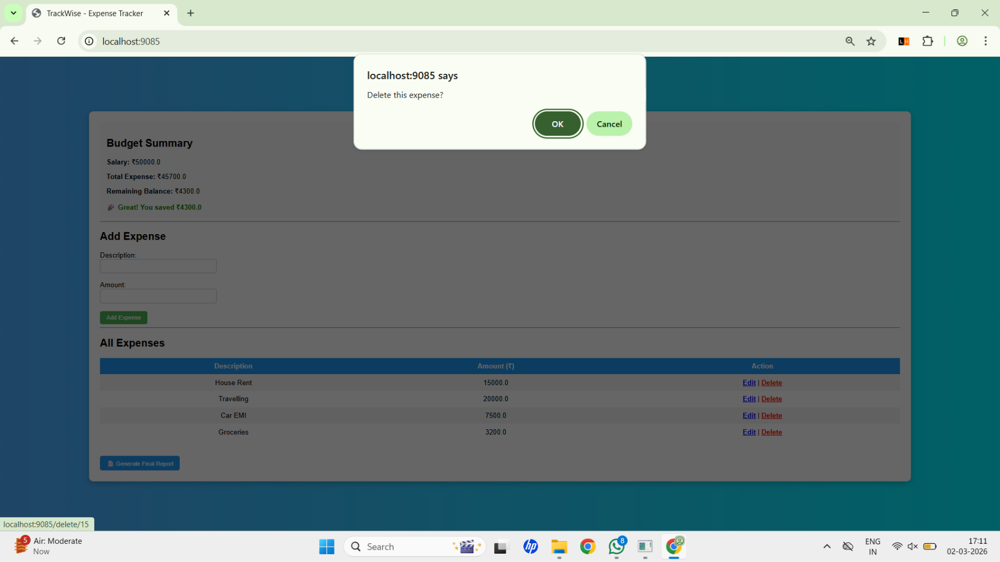 TrackWise - Expense Tracker
localhost:9085
LH
localhost:9085 says
Delete this expense?
OK
Cancel
Budget Summary
Salary: ₹50000.0
Total Expense: ₹45700.0
Remaining Balance: ₹4300.0
🎉 Great! You saved ₹4300.0
Add Expense
Description:
Amount:
Add Expense
All Expenses
Description Amount (₹) Action
House Rent 15000.0 Edit | Delete
Travelling 20000.0 Edit | Delete
Car EMI 7500.0 Edit | Delete
Groceries 3200.0 Edit | Delete
📄 Generate Final Report
localhost:9085/delete/15
5
Air: Moderate
Now
Search
hp
8
ENG
IN
17:11
02-03-2026